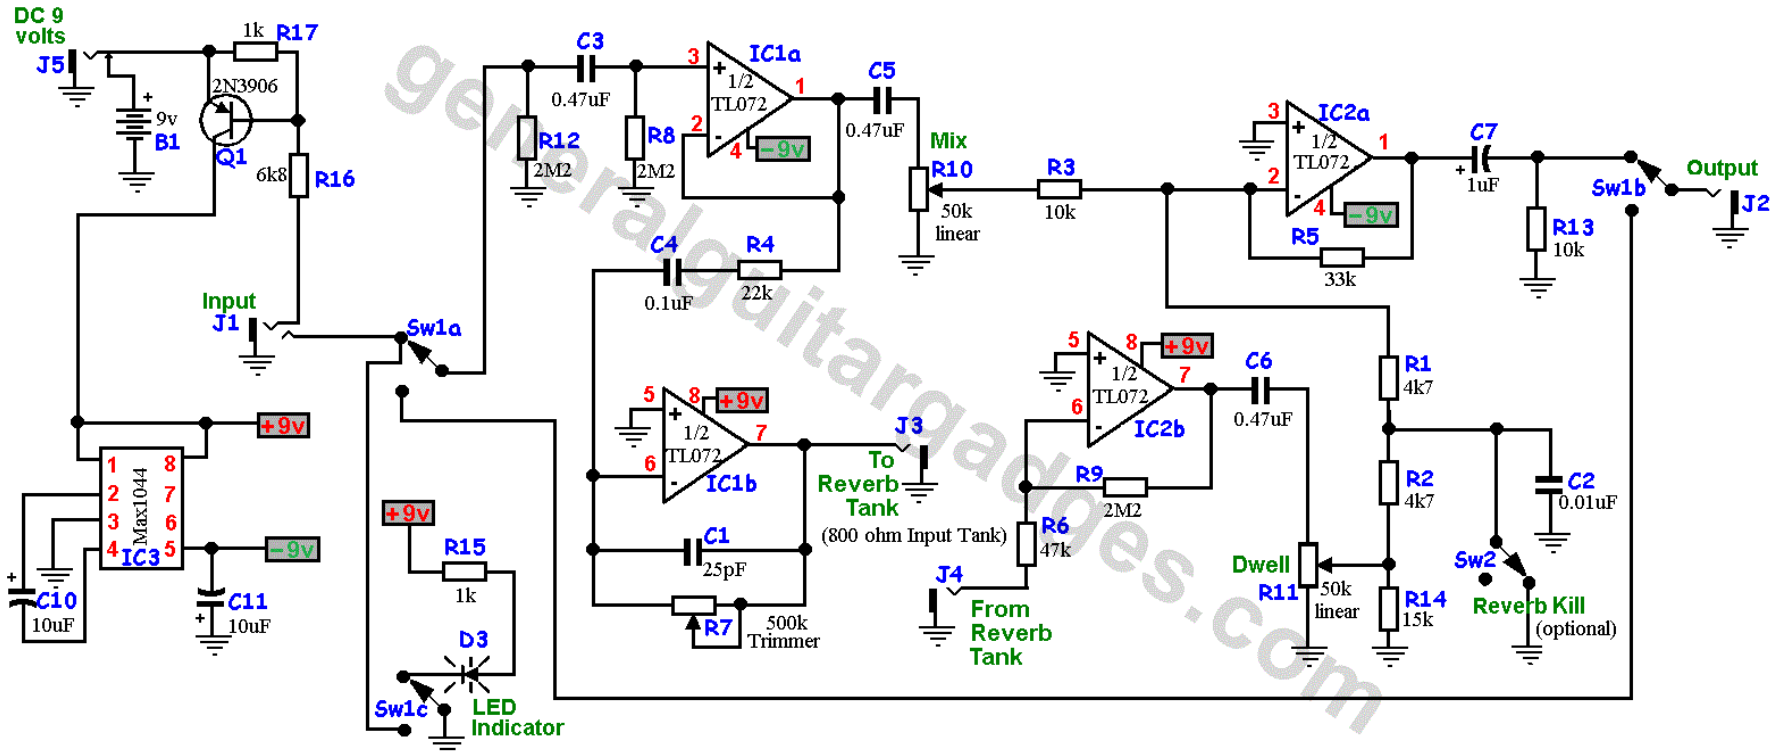 DC 9
volts
J5
1k
R17
2N3906
+
9v
B1
Q1
6k8
R16
Input
J1
Sw1a
+9v
1
2
3
4
8
7
6
5
Max1044
IC3
-9v
+
C10
10uF
C11
+
10uF
+9v
R15
1k
D3
Sw1c
LED
Indicator
C3
0.47uF
R12
2M2
R8
2M2
3
+
2
-
1
4
1/2
TL072
IC1a
-9v
C5
0.47uF
Mix
R10
50k
linear
C4
0.1uF
R4
22k
5
+
6
-
8
+9v
7
1/2
TL072
IC1b
J3
To
Reverb
Tank
(800 ohm Input Tank)
C1
25pF
R7
500k
Trimmer
R3
10k
3
+
2
-
1
4
1/2
TL072
IC2a
-9v
R5
33k
C7
+
1uF
R13
10k
Sw1b
Output
J2
5
+
6
-
8
+9v
7
1/2
TL072
IC2b
C6
0.47uF
R9
2M2
R6
47k
J4
From
Reverb
Tank
Dwell
R11
50k
linear
R1
4k7
R2
4k7
R14
15k
C2
0.01uF
Sw2
Reverb Kill
(optional)
generalguitargadges.com